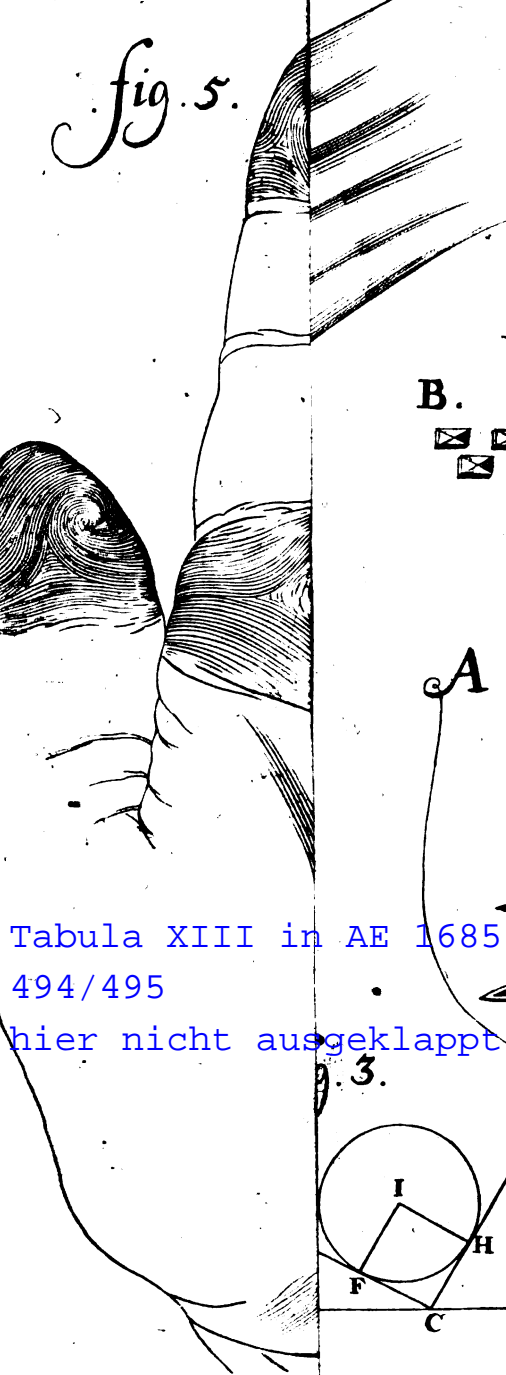 fig. 5.
B.
A
Tabula XIII in AE 1685
494/495
hier nicht ausgeklappt
g. 3.
I
H
F
C